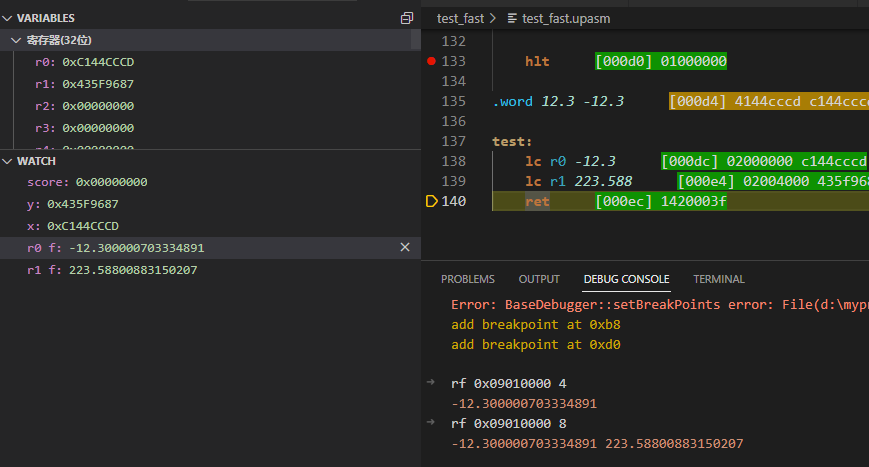 VARIABLES
寄存器(32位)
r0: 0xC144CCCD
r1: 0x435F9687
r2: 0x00000000
r3: 0x00000000
WATCH
score: 0x00000000
y: 0x435F9687
x: 0xC144CCCD
r0 f: -12.300000703334891
r1 f: 223.58800883150207
test_fast > test_fast.upasm
132
133 hlt [000d0] 01000000
134
135 .word 12.3 -12.3 [000d4] 4144cccd c144cccd
136
137 test:
138 lc r0 -12.3 [000dc] 02000000 c144cccd
139 lc r1 223.588 [000e4] 02004000 435f9687
140 ret [000ec] 1420003f
PROBLEMS OUTPUT DEBUG CONSOLE TERMINAL
Error: BaseDebugger::setBreakPoints error: File(d:\mypr
add breakpoint at 0xb8
add breakpoint at 0xd0
rf 0x09010000 4
-12.300000703334891
rf 0x09010000 8
-12.300000703334891 223.58800883150207